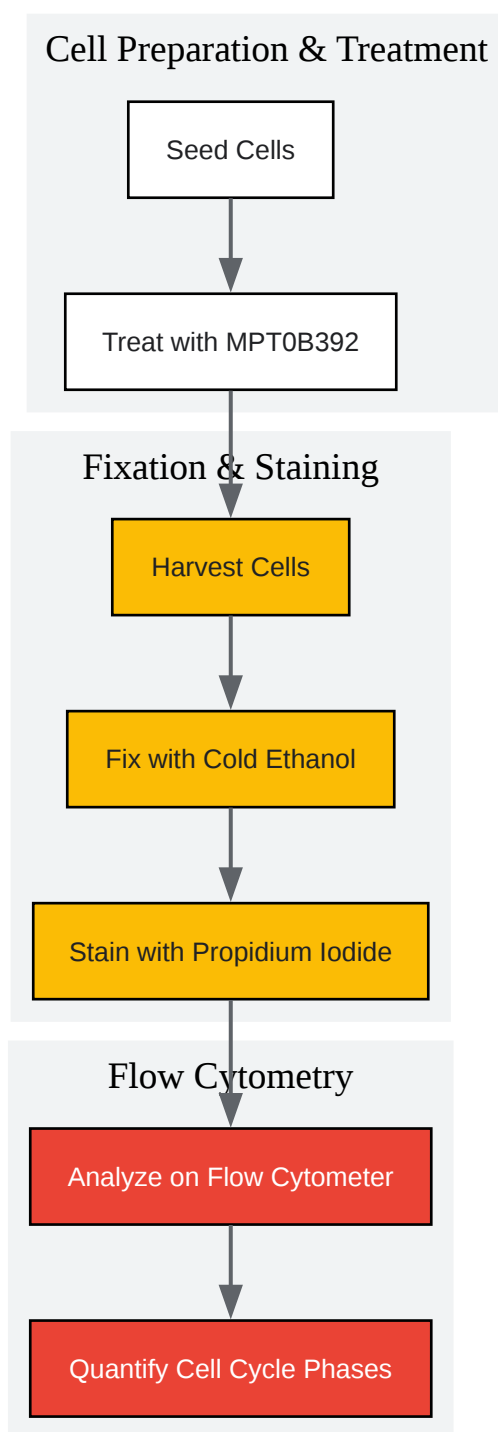 Cell Preparation & Treatment
Seed Cells
Treat with MPT0B392
Fixation & Staining
Harvest Cells
Fix with Cold Ethanol
Stain with Propidium Iodide
Flow Cytometry
Analyze on Flow Cytometer
Quantify Cell Cycle Phases